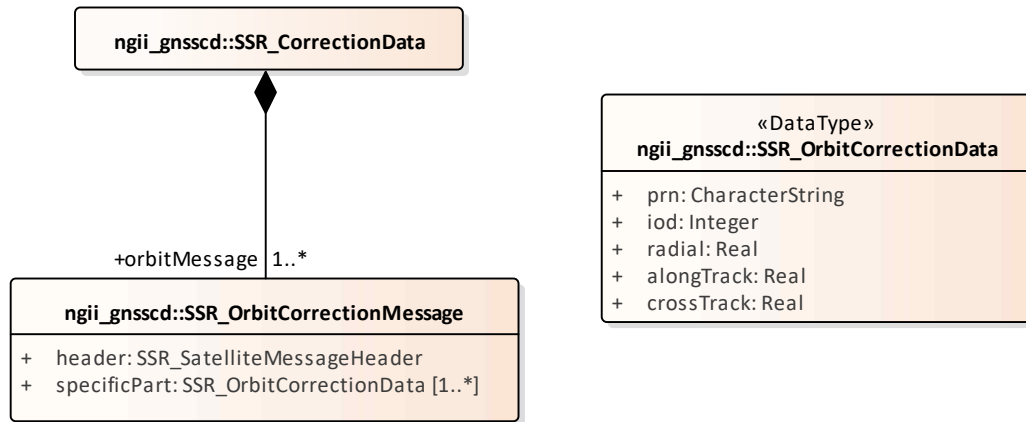 ngii_gnsscd::SSR_CorrectionData
+orbitMessage 1..*
ngii_gnsscd::SSR_OrbitCorrectionMessage
+ header: SSR_SatelliteMessageHeader
+ specificPart: SSR_OrbitCorrectionData [1..*]
«DataType»
ngii_gnsscd::SSR_OrbitCorrectionData
+ prn: CharacterString
+ iod: Integer
+ radial: Real
+ alongTrack: Real
+ crossTrack: Real